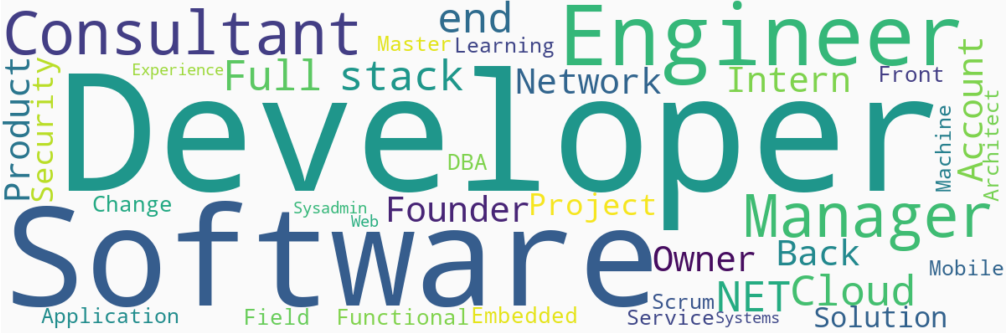 Consultant
end
Engineer
Master
Learning
Experience
Full
stack
Network
Intern
Front
Product
Security
Developer
DBA
Machine
Account
Architect
Change
Sysadmin
Web
Founder
Project
Manager
Software
Owner
Back
Mobile
Scrum
NET
Cloud
Application
Field
Functional
Embedded
Service
Systems
Solution